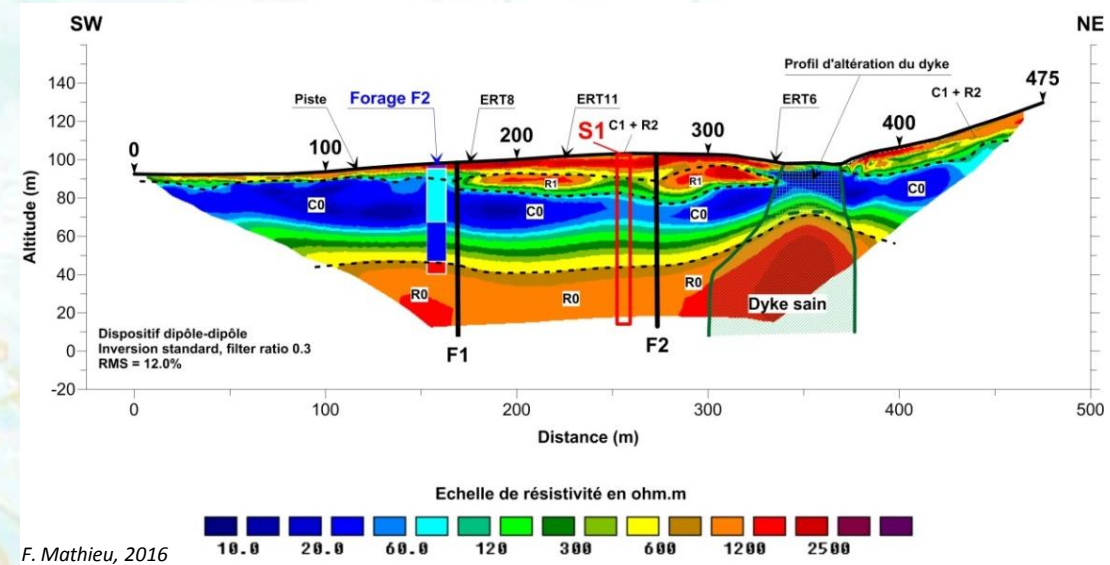 SW
NE
140
120
100
80
60
40
20
0
-20
Altitude (m)
0
Piste
100
Forage F2
ERT8
200
ERT11
S1
C1 + R2
300
Profil d'altération du dyke
ERT6
400
C1 + R2
475
R1
R1
C0
C0
C0
C0
R0
R0
R0
Dyke sain
F1
F2
Dispositif dipôle-dipôle
Inversion standard, filter ratio 0.3
RMS = 12.0%
0 100 200 300 400 500
Distance (m)
Echelle de résistivité en ohm.m
10.0 20.0 60.0 120 300 600 1200 2500
F. Mathieu, 2016